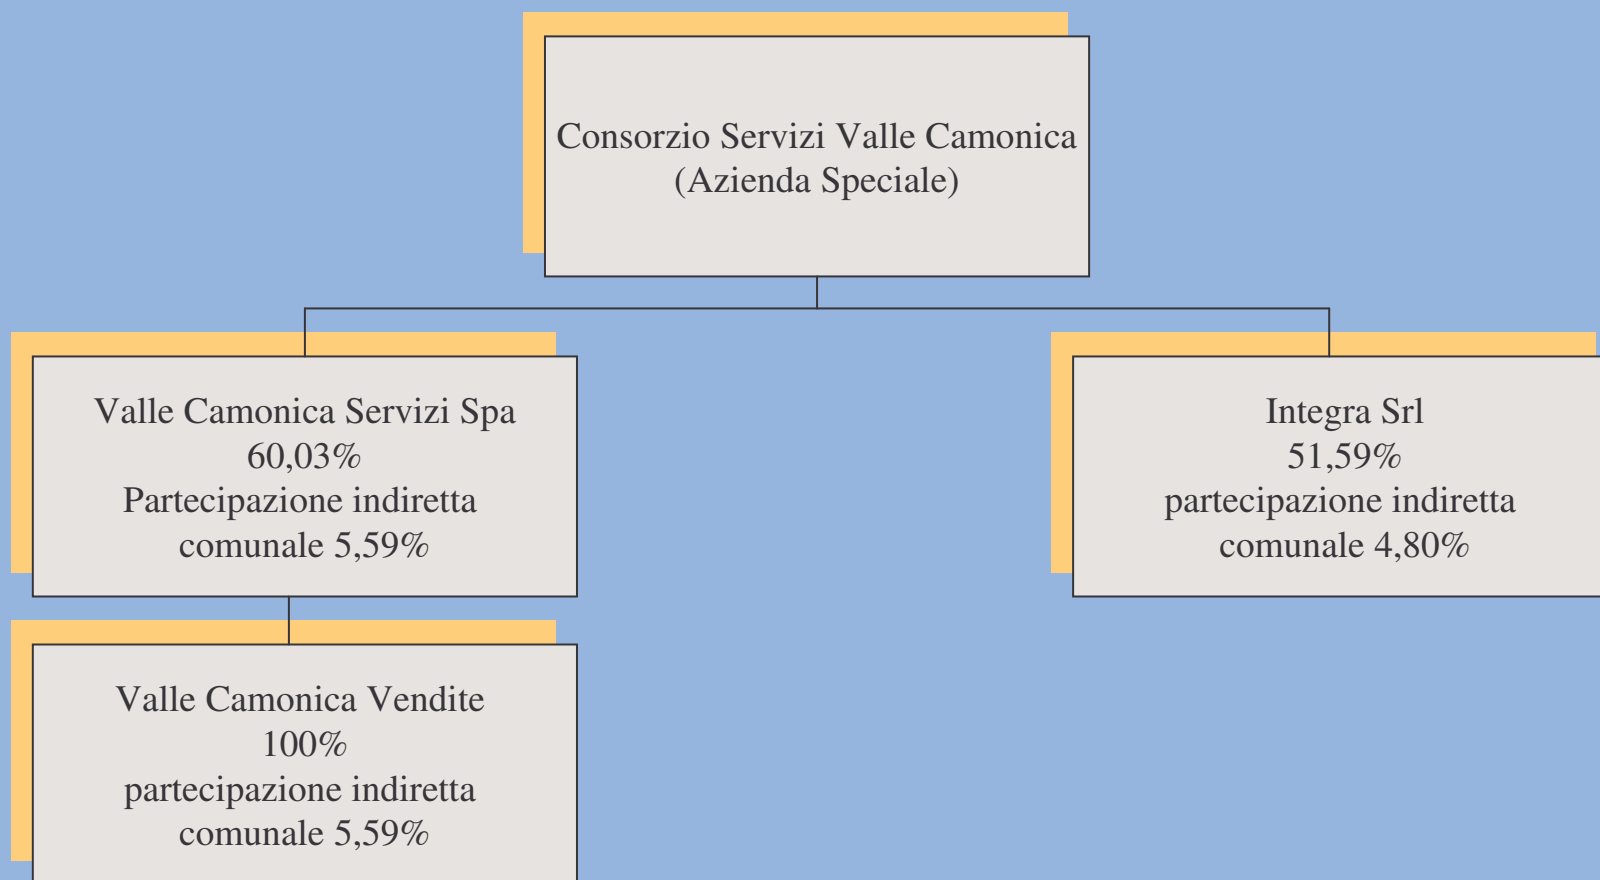 Consorzio Servizi Valle Camonica
(Azienda Speciale)
Valle Camonica Servizi Spa
60,03%
Partecipazione indiretta
comunale 5,59%
Integra Srl
51,59%
partecipazione indiretta
comunale 4,80%
Valle Camonica Vendite
100%
partecipazione indiretta
comunale 5,59%